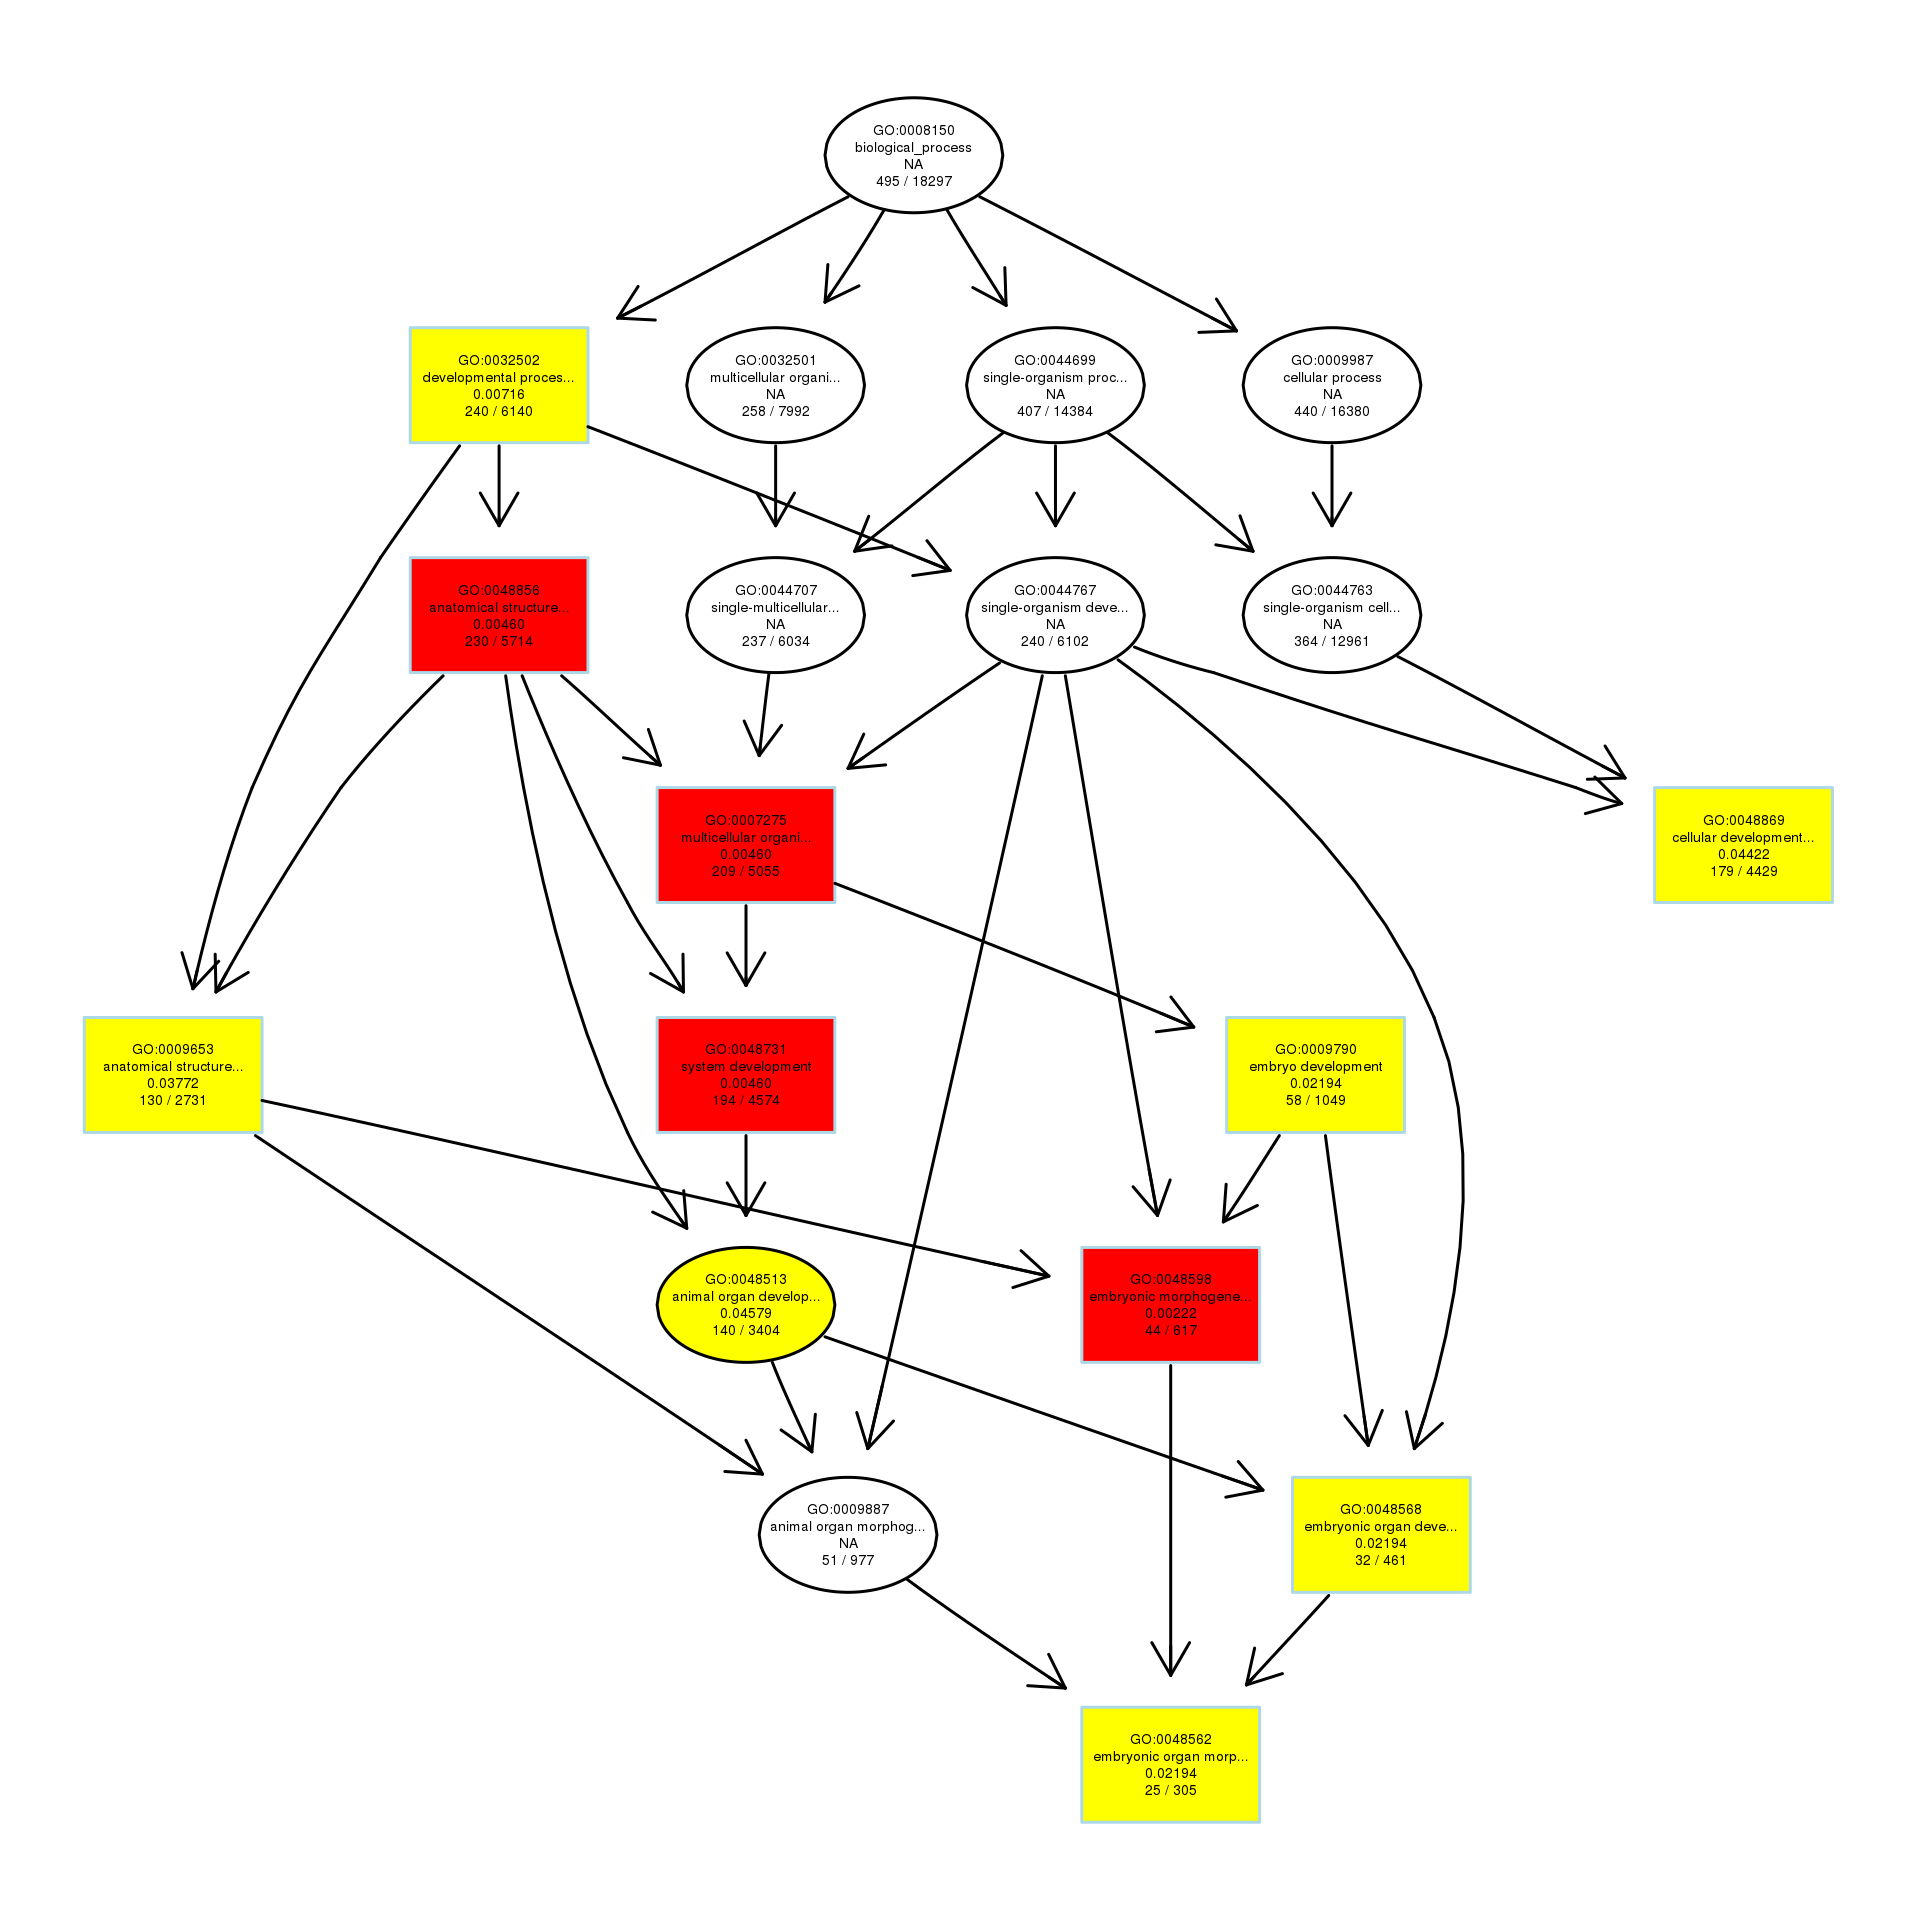 GO:0008150
biological_process
NA
495 / 18297
GO:0032502
developmental proces...
0.00716
240 / 6140
GO:0032501
multicellular organi...
NA
258 / 7992
GO:0044699
single-organism proc...
NA
407 / 14384
GO:0009987
cellular process
NA
440 / 16380
GO:0048856
anatomical structure...
0.00460
230 / 5714
GO:0044707
single-multicellular...
NA
237 / 6034
GO:0044767
single-organism deve...
NA
240 / 6102
GO:0044763
single-organism cell...
NA
364 / 12961
GO:0007275
multicellular organi...
0.00460
209 / 5055
GO:0048869
cellular development...
0.04422
179 / 4429
GO:0009653
anatomical structure...
0.03772
130 / 2731
GO:0048731
system development
0.00460
194 / 4574
GO:0009790
embryo development
0.02194
58 / 1049
GO:0048513
animal organ develop...
0.04579
140 / 3404
GO:0048598
embryonic morphogene...
0.00222
44 / 617
GO:0009887
animal organ morphog...
NA
51 / 977
GO:0048568
embryonic organ deve...
0.02194
32 / 461
GO:0048562
embryonic organ morp...
0.02194
25 / 305